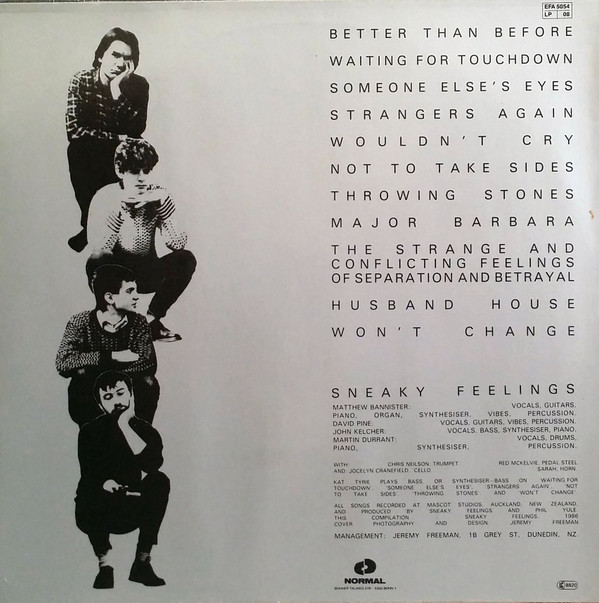 EFA 5054
LP 08
BETTER THAN BEFORE
WAITING FOR TOUCHDOWN
SOMEONE ELSE'S EYES
STRANGERS AGAIN
WOULDN'T CRY
NOT TO TAKE SIDES
THROWING STONES
MAJOR BARBARA
THE STRANGE AND
CONFLICTING FEELINGS
OF SEPARATION AND BETRAYAL
HUSBAND HOUSE
WON'T CHANGE
SNEAKY FEELINGS
MATTHEW BANNISTER: VOCALS, GUITARS,
PIANO, ORGAN, SYNTHESISER, VIBES, PERCUSSION.
DAVID PINE: VOCALS, GUITARS, VIBES, PERCUSSION.
JOHN KELCHER: VOCALS, BASS, SYNTHESISER, PIANO.
MARTIN DURRANT: VOCALS, DRUMS,
PIANO, SYNTHESISER, PERCUSSION.
WITH CHRIS NEILSON: TRUMPET RED MCKELVIE, PEDAL STEEL
AND JOCELYN CRANEFIELD, CELLO SARAH, HORN.
KAT TYRIE PLAYS BASS OR SYNTHESISER-BASS ON 'WAITING FOR
TOUCHDOWN' 'SOMEONE ELSE'S EYES', 'STRANGERS AGAIN', 'NOT
TO TAKE SIDES' 'THROWING STONES' AND 'WON'T CHANGE'
ALL SONGS RECORDED AT MASCOT STUDIOS, AUCKLAND, NEW ZEALAND,
AND PRODUCED BY SNEAKY FEELINGS AND PHIL YULE
THIS COMPILATION SNEAKY FEELINGS, 1986
COVER PHOTOGRAPHY AND DESIGN JEREMY FREEMAN
MANAGEMENT: JEREMY FREEMAN, 1B GREY ST, DUNEDIN, NZ.
NORMAL